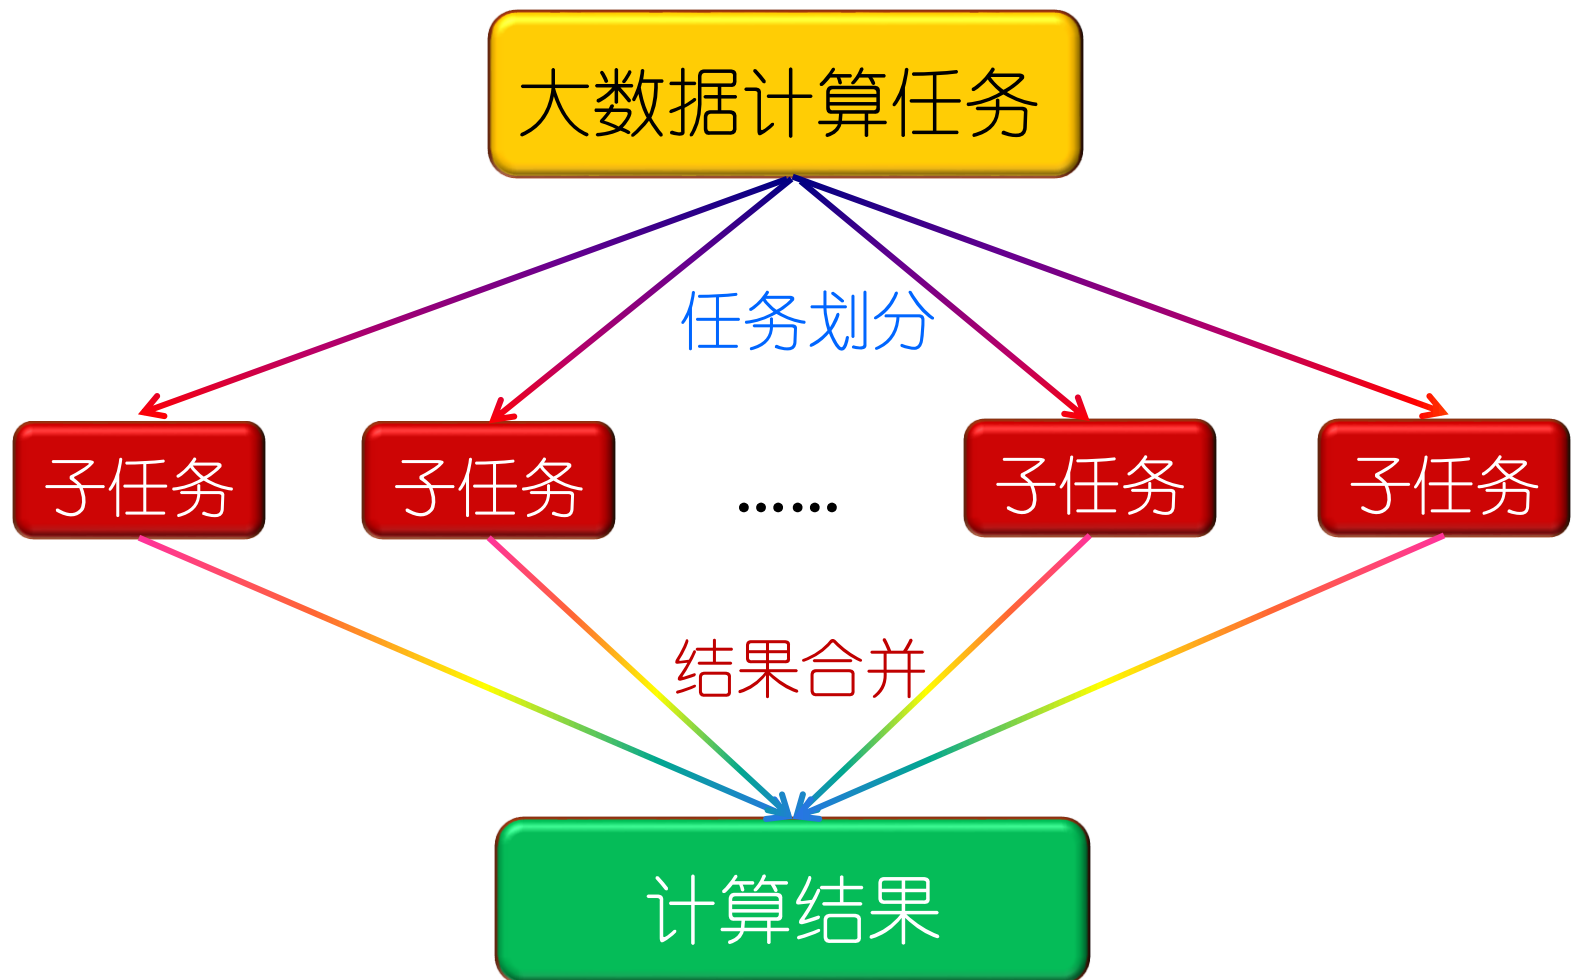 大数据计算任务
任务划分
子任务
子任务
......
子任务
子任务
结果合并
计算结果